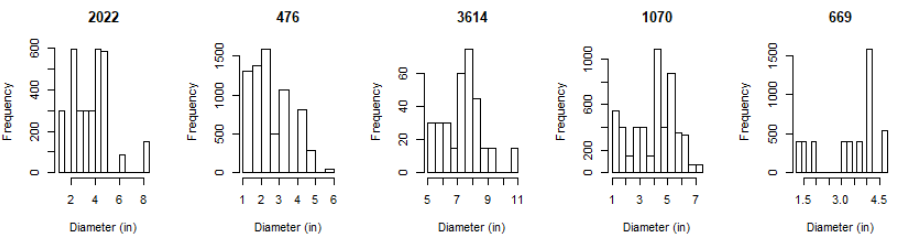 2022 476 3614 1070 669
Frequency 0 200 400 600
Frequency 0 500 1000 1500
Frequency 0 20 40 60
Frequency 0 200 600 1000
Frequency 0 500 1000 1500
2 4 6 8
1 2 3 4 5 6
5 7 9 11
1 3 5 7
1.5 3.0 4.5
Diameter (in) Diameter (in) Diameter (in) Diameter (in) Diameter (in)